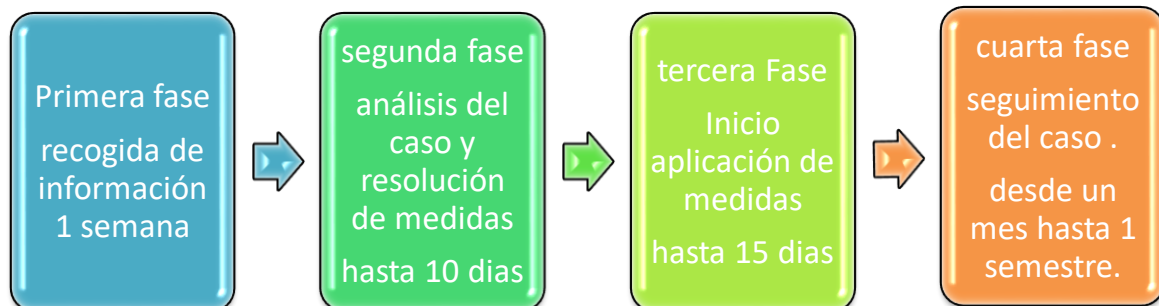 Primera fase
recogida de
información
1 semana
segunda fase
análisis del
caso y
resolución
de medidas
hasta 10 dias
tercera Fase
Inicio
aplicación de
medidas
hasta 15 dias
cuarta fase
seguimiento
del caso .
desde un
mes hasta 1
semestre.